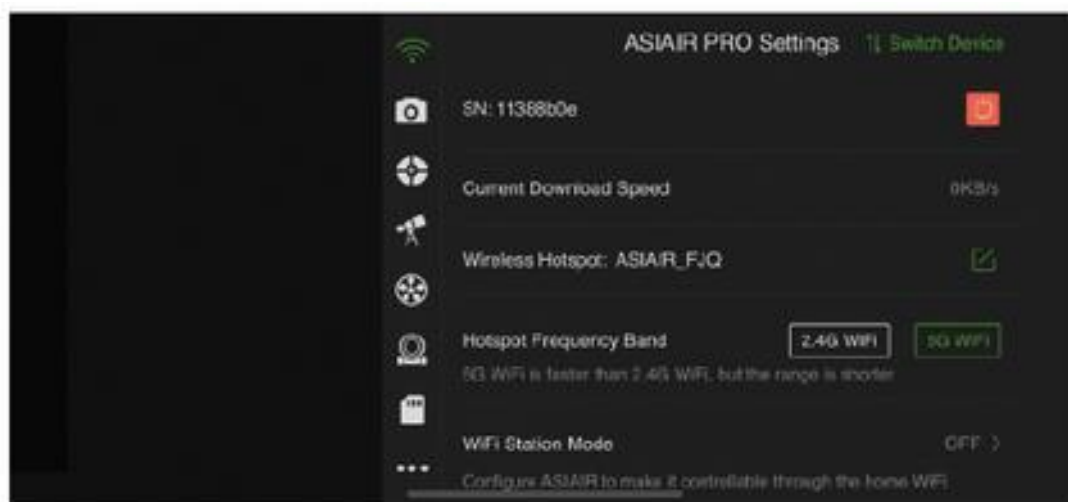 ASIAIR PRO Settings
Switch Device
SN: 11388b0e
Current Download Speed
0KB/s
Wireless Hotspot: ASIAIR_FJQ
Hotspot Frequency Band
2.4G WIFI
5G WIFI
5G WiFi is faster than 2.4G WiFi, but the range is shorter
WiFi Station Mode
OFF
Configure ASIAIR to make it controllable through the home WiFi